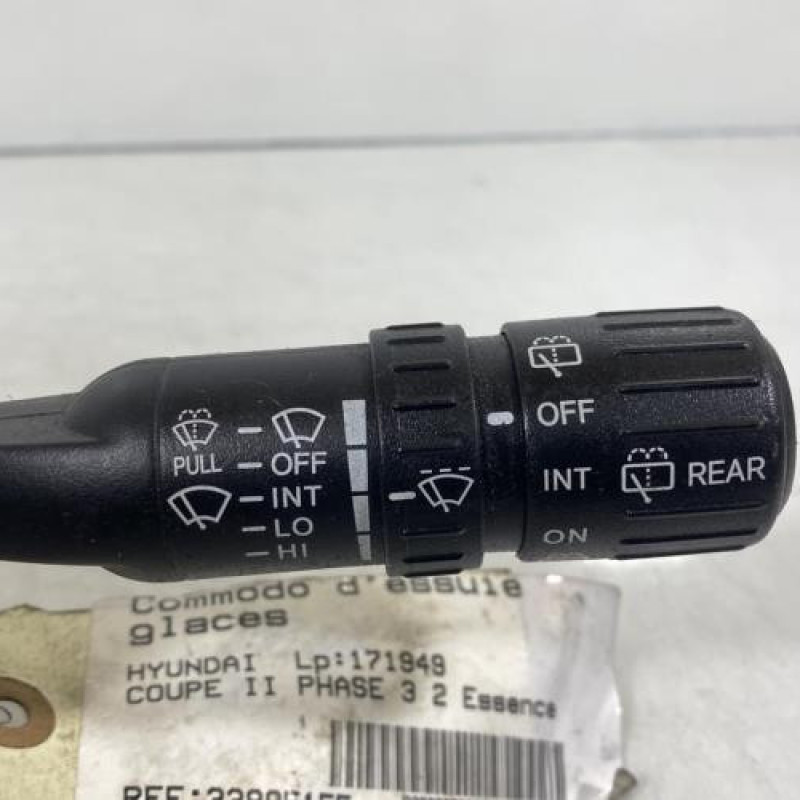 PULL
OFF
INT
LO
HI
OFF
INT
REAR
ON
Commodo d'essuie
glaces
HYUNDAI Lp:171949
COUPE II PHASE 3 2 Essence